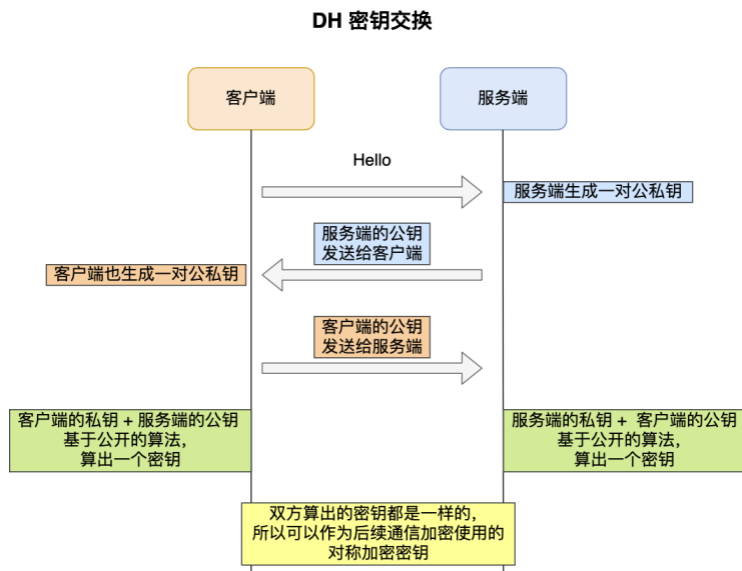 DH 密钥交换
客户端
服务端
Hello
服务端生成一对公私钥
服务端的公钥
发送给客户端
客户端也生成一对公私钥
客户端的公钥
发送给服务端
客户端的私钥 + 服务端的公钥
基于公开的算法,
算出一个密钥
服务端的私钥 + 客户端的公钥
基于公开的算法,
算出一个密钥
双方算出的密钥都是一样的,
所以可以作为后续通信加密使用的
对称加密密钥